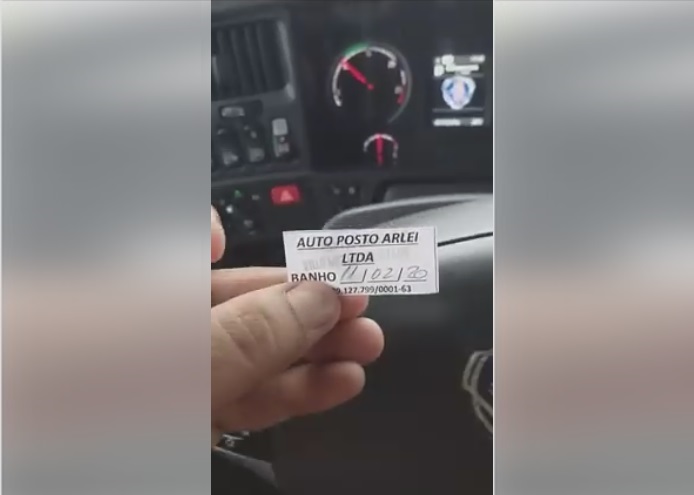 AUTO POSTO ARLEI
LTDA
BANHO 11/02/20
.127.799/0001-63